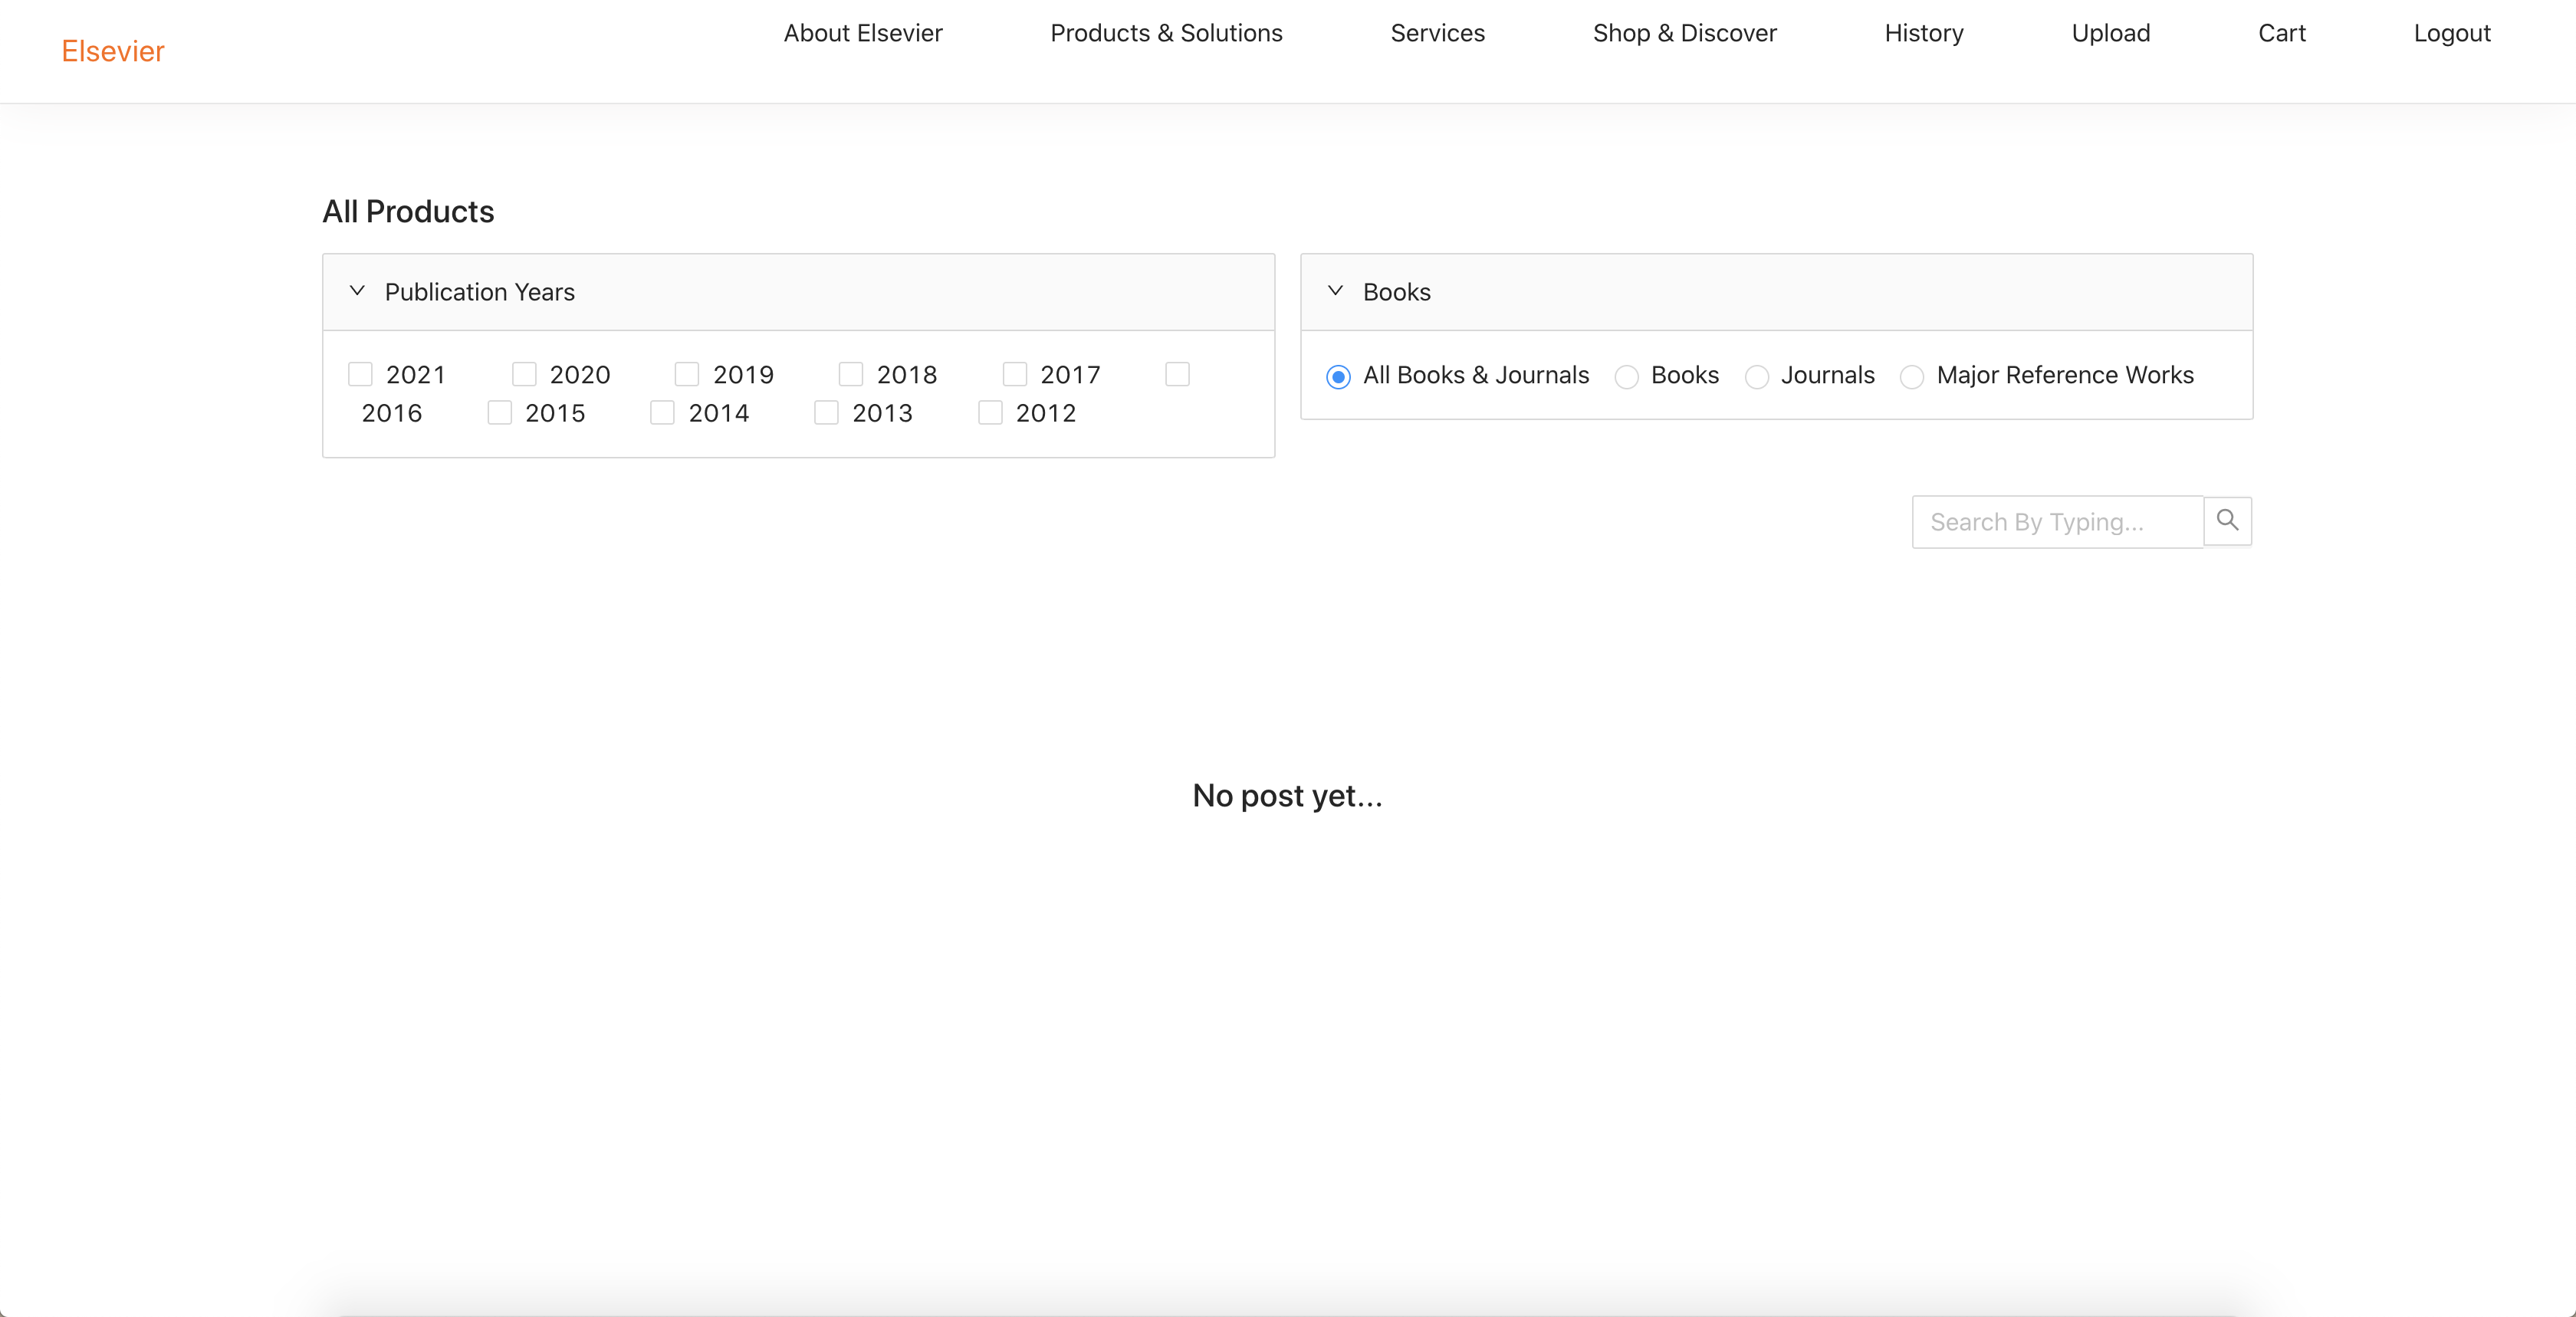 Elsevier
About Elsevier Products & Solutions Services Shop & Discover History Upload Cart Logout
All Products
Publication Years
2021 2020 2019 2018 2017
2016 2015 2014 2013 2012
Books
All Books & Journals Books Journals Major Reference Works
Search By Typing...
No post yet...